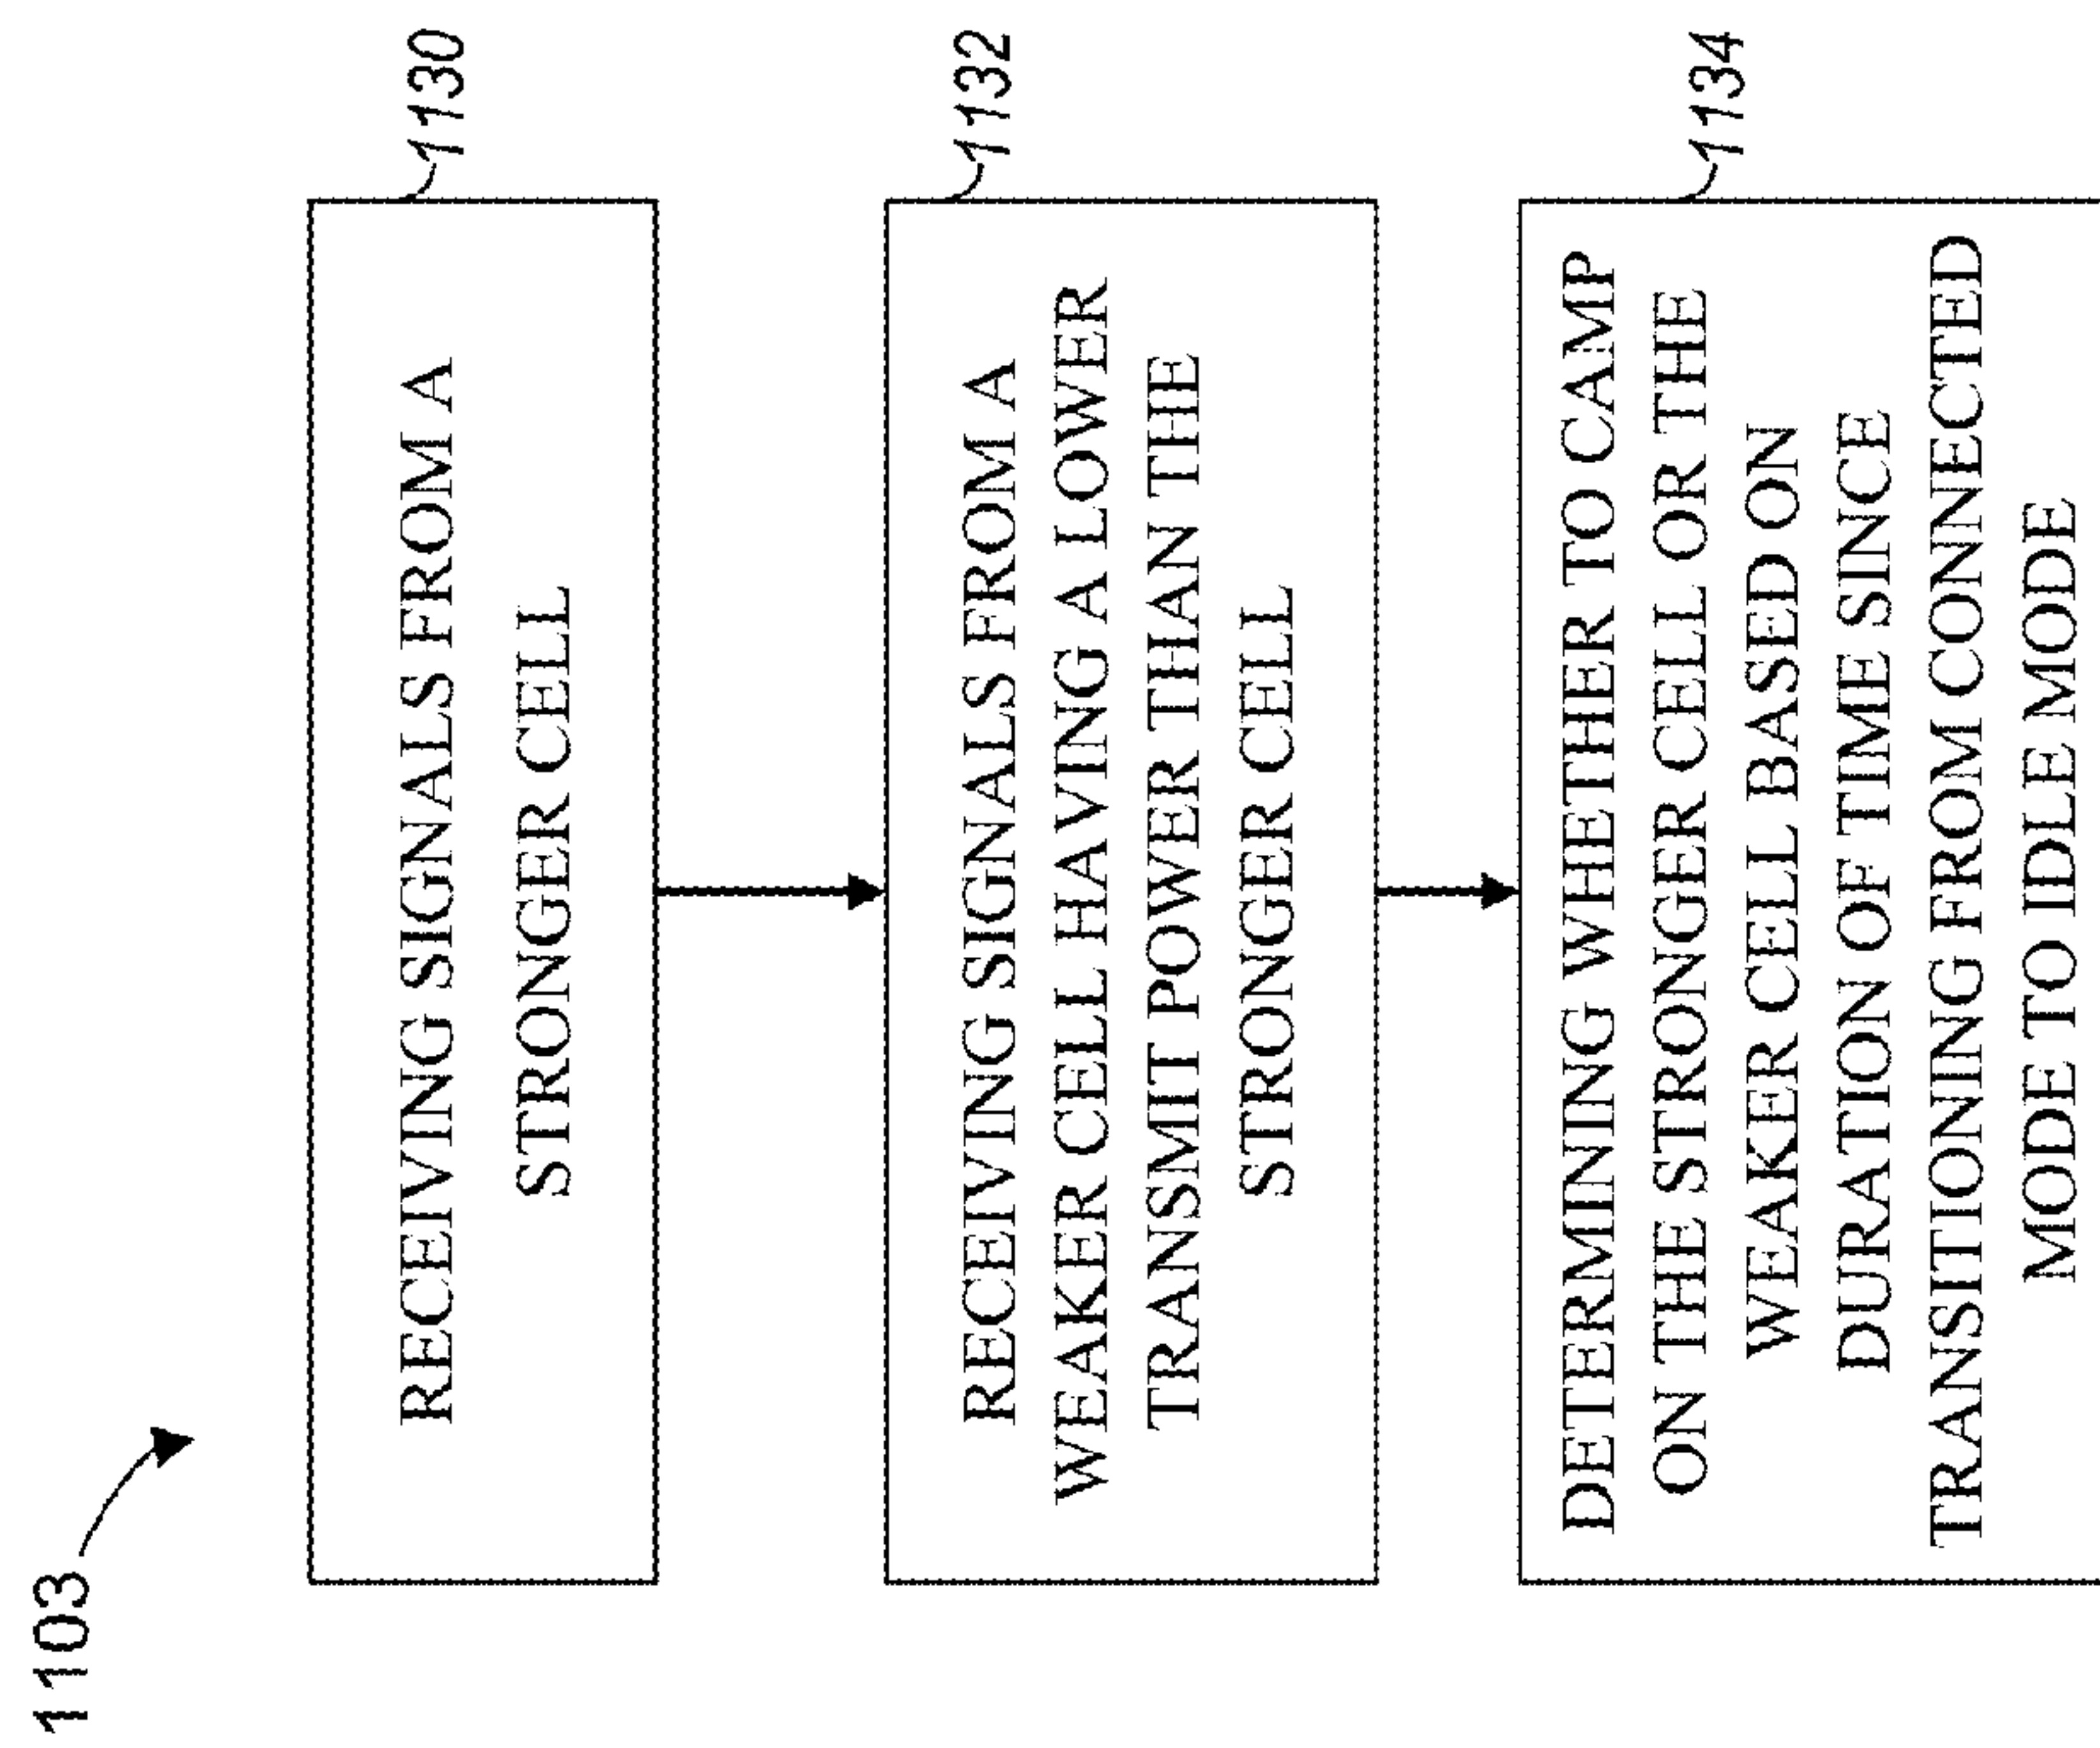 1103
RECEIVING SIGNALS FROM A
STRONGER CELL
1130
RECEIVING SIGNALS FROM A
WEAKER CELL HAVING A LOWER
TRANSMIT POWER THAN THE
STRONGER CELL
1132
DETERMINING WHETHER TO CAMP
ON THE STRONGER CELL OR THE
WEAKER CELL BASED ON
DURATION OF TIME SINCE
TRANSITIONING FROM CONNECTED
MODE TO IDLE MODE
1134